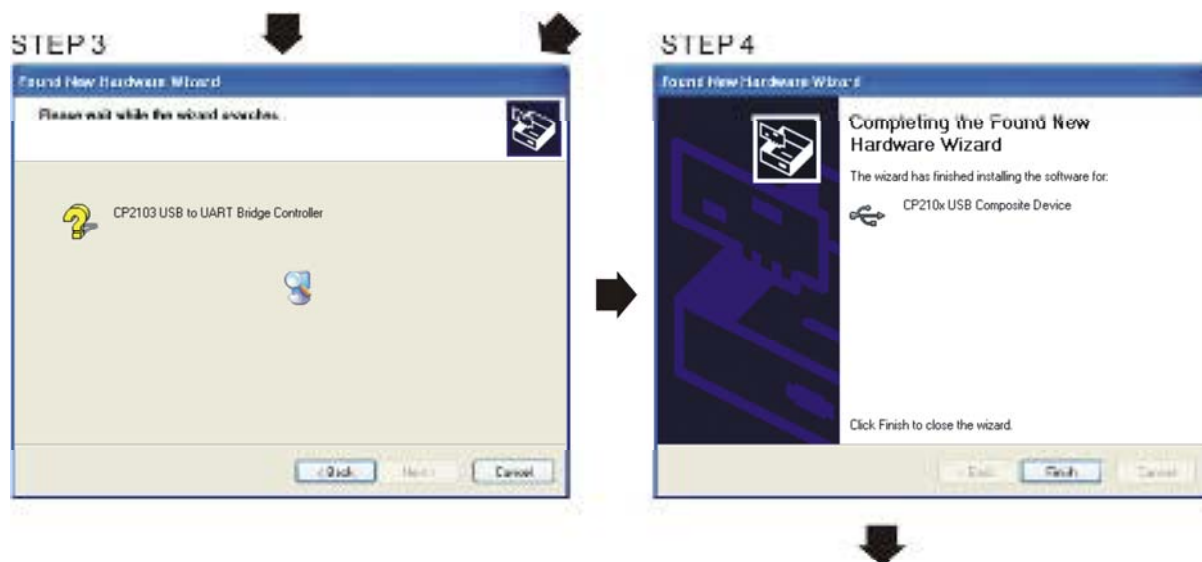 STEP 3
Found New Hardware Wizard
Please wait while the wizard searches...
CP2103 USB to UART Bridge Controller
< Back
Next >
Cancel
STEP 4
Found New Hardware Wizard
Completing the Found New
Hardware Wizard
The wizard has finished installing the software for:
CP210x USB Composite Device
Click Finish to close the wizard.
< Back
Finish
Cancel